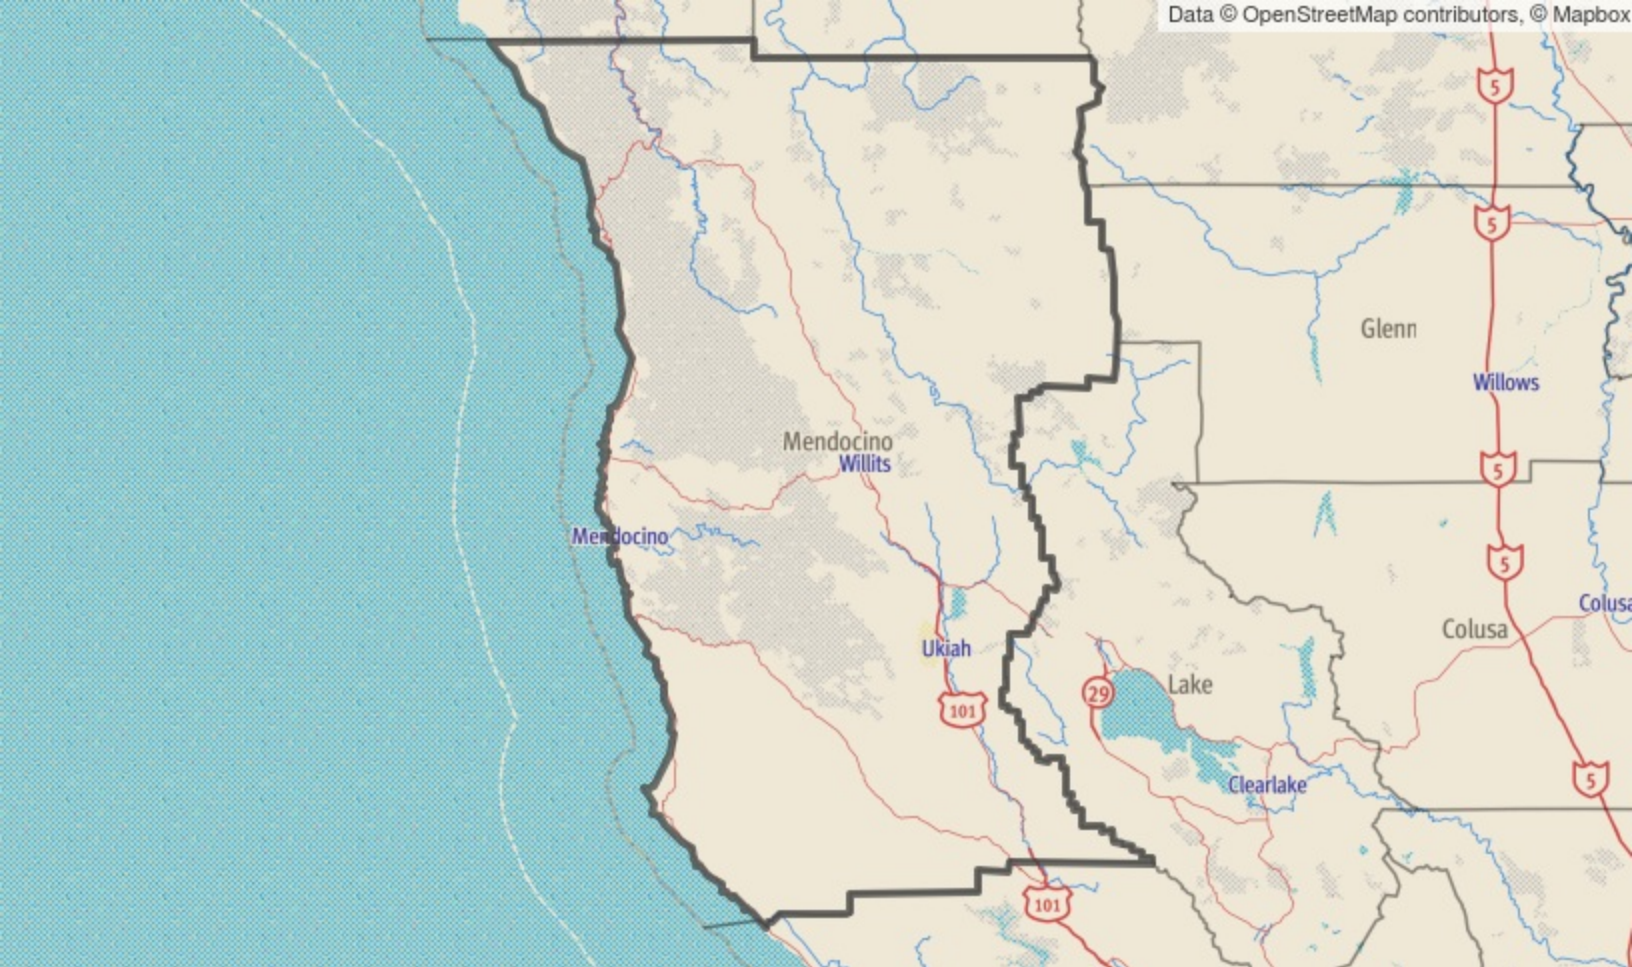 Data © OpenStreetMap contributors, © Mapbox
5
5
Glenn
Willows
Mendocino
Willits
5
Mendocino
5
Colusa
Colusa
Ukiah
Lake
29
101
5
Clearlake
101